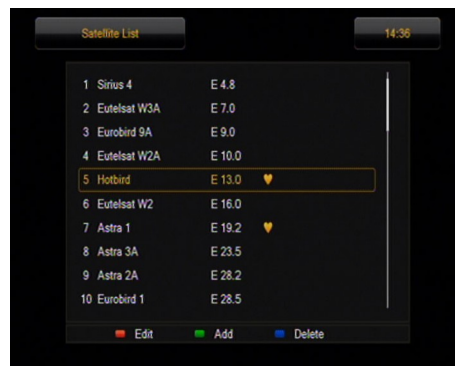 Satellite List 14:36
1 Sirius 4 E 4.8
2 Eutelsat W3A E 7.0
3 Eurobird 9A E 9.0
4 Eutelsat W2A E 10.0
5 Hotbird E 13.0
6 Eutelsat W2 E 16.0
7 Astra 1 E 19.2
8 Astra 3A E 23.5
9 Astra 2A E 28.2
10 Eurobird 1 E 28.5
Edit Add Delete